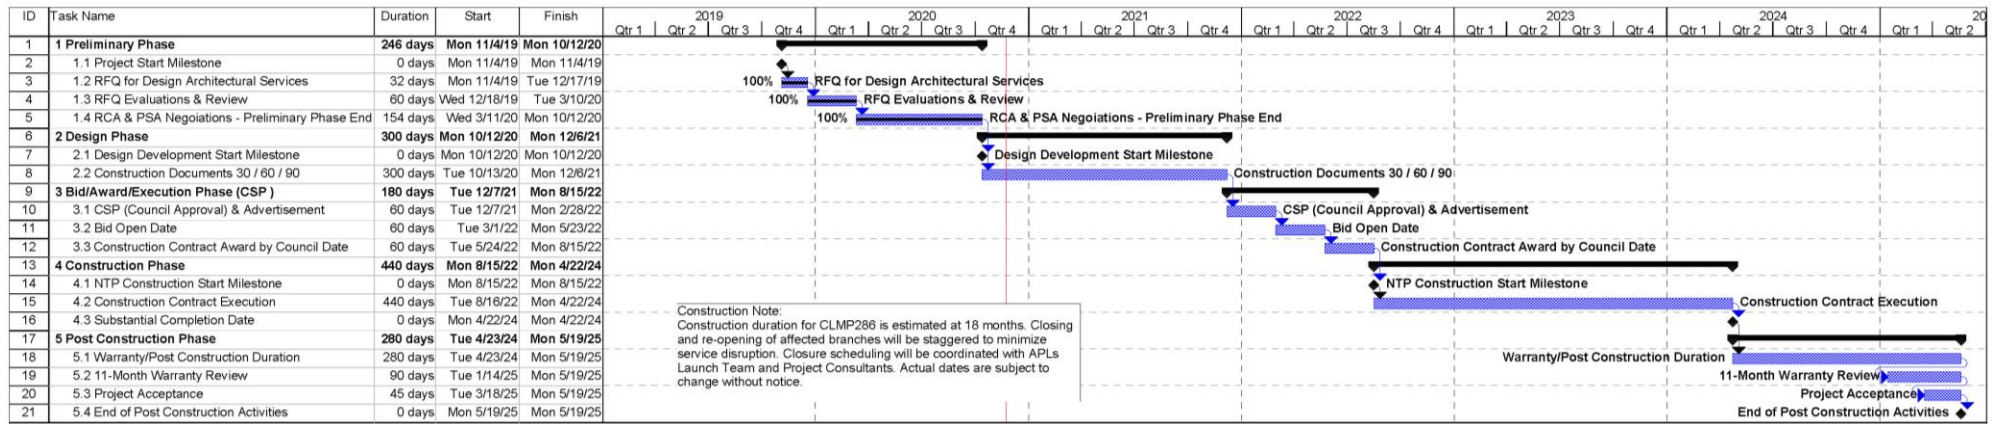 ID Task Name Duration Start Finish 2019 2020 2021 2022 2023 2024 20
Qtr 1 Qtr 2 Qtr 3 Qtr 4 Qtr 1 Qtr 2 Qtr 3 Qtr 4 Qtr 1 Qtr 2 Qtr 3 Qtr 4 Qtr 1 Qtr 2 Qtr 3 Qtr 4 Qtr 1 Qtr 2 Qtr 3 Qtr 4 Qtr 1 Qtr 2 Qtr 3 Qtr 4 Qtr 1 Qtr 2
1 1 Preliminary Phase 246 days Mon 11/4/19 Mon 10/12/20
2 1.1 Project Start Milestone 0 days Mon 11/4/19 Mon 11/4/19
3 1.2 RFQ for Design Architectural Services 32 days Mon 11/4/19 Tue 12/17/19 100% RFQ for Design Architectural Services
4 1.3 RFQ Evaluations & Review 60 days Wed 12/18/19 Tue 3/10/20 100% RFQ Evaluations & Review
5 1.4 RCA & PSA Negoiations - Preliminary Phase End 154 days Wed 3/11/20 Mon 10/12/20 100% RCA & PSA Negoiations - Preliminary Phase End
6 2 Design Phase 300 days Mon 10/12/20 Mon 12/6/21
7 2.1 Design Development Start Milestone 0 days Mon 10/12/20 Mon 10/12/20 Design Development Start Milestone
8 2.2 Construction Documents 30 / 60 / 90 300 days Tue 10/13/20 Mon 12/6/21 Construction Documents 30 / 60 / 90
9 3 Bid/Award/Execution Phase (CSP ) 180 days Tue 12/7/21 Mon 8/15/22
10 3.1 CSP (Council Approval) & Advertisement 60 days Tue 12/7/21 Mon 2/28/22 CSP (Council Approval) & Advertisement
11 3.2 Bid Open Date 60 days Tue 3/1/22 Mon 5/23/22 Bid Open Date
12 3.3 Construction Contract Award by Council Date 60 days Tue 5/24/22 Mon 8/15/22 Construction Contract Award by Council Date
13 4 Construction Phase 440 days Mon 8/15/22 Mon 4/22/24
14 4.1 NTP Construction Start Milestone 0 days Mon 8/15/22 Mon 8/15/22 NTP Construction Start Milestone
15 4.2 Construction Contract Execution 440 days Tue 8/16/22 Mon 4/22/24 Construction Contract Execution
16 4.3 Substantial Completion Date 0 days Mon 4/22/24 Mon 4/22/24
17 5 Post Construction Phase 280 days Tue 4/23/24 Mon 5/19/25
18 5.1 Warranty/Post Construction Duration 280 days Tue 4/23/24 Mon 5/19/25 Warranty/Post Construction Duration
19 5.2 11-Month Warranty Review 90 days Tue 1/14/25 Mon 5/19/25 11-Month Warranty Review
20 5.3 Project Acceptance 45 days Tue 3/18/25 Mon 5/19/25 Project Acceptance
21 5.4 End of Post Construction Activities 0 days Mon 5/19/25 Mon 5/19/25 End of Post Construction Activities
Construction Note:
Construction duration for CLMP286 is estimated at 18 months. Closing
and re-opening of affected branches will be staggered to minimize
service disruption. Closure scheduling will be coordinated with APLs
Launch Team and Project Consultants. Actual dates are subject to
change without notice.